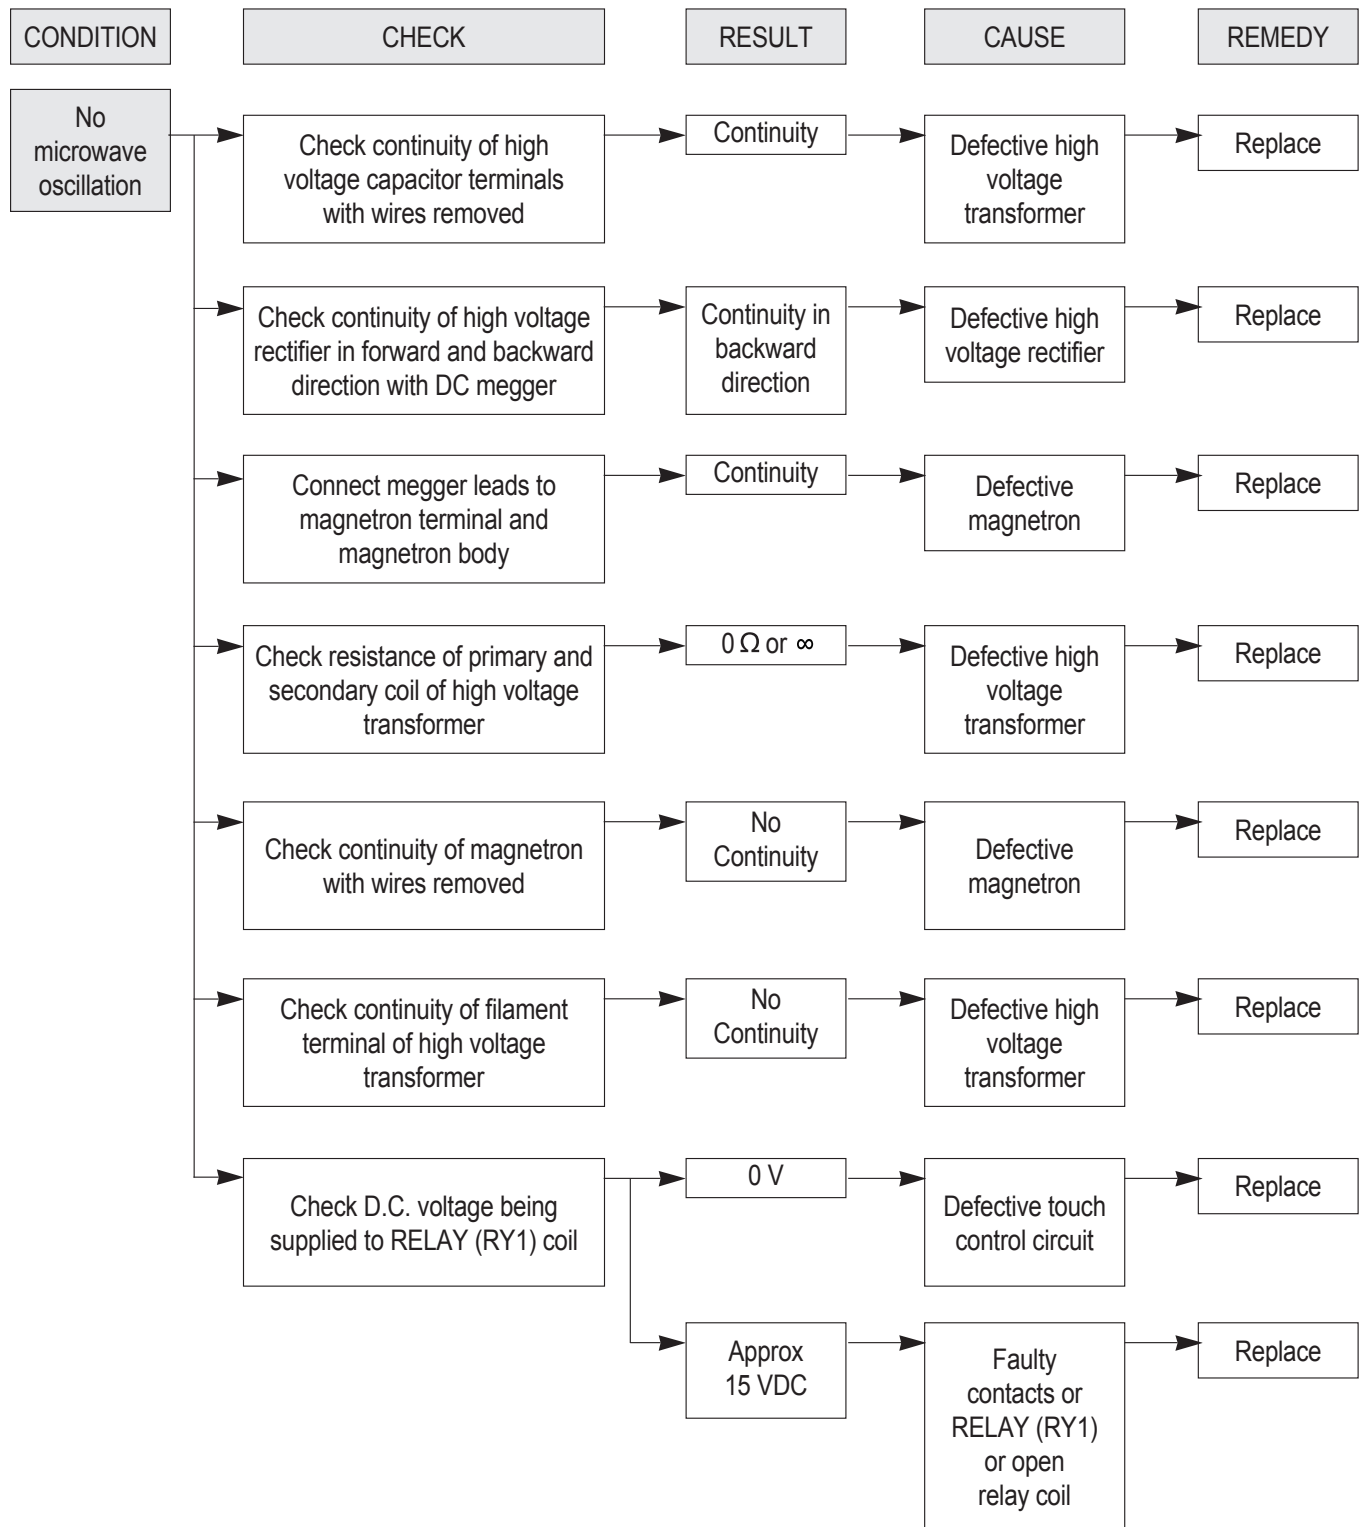 CONDITION
CHECK
RESULT
CAUSE
REMEDY
No
microwave
oscillation
Check continuity of high
voltage capacitor terminals
with wires removed
Continuity
Defective high
voltage
transformer
Replace
Check continuity of high voltage
rectifier in forward and backward
direction with DC megger
Continuity in
backward
direction
Defective high
voltage rectifier
Replace
Connect megger leads to
magnetron terminal and
magnetron body
Continuity
Defective
magnetron
Replace
Check resistance of primary and
secondary coil of high voltage
transformer
0 Ω or ∞
Defective high
voltage
transformer
Replace
Check continuity of magnetron
with wires removed
No
Continuity
Defective
magnetron
Replace
Check continuity of filament
terminal of high voltage
transformer
No
Continuity
Defective high
voltage
transformer
Replace
Check D.C. voltage being
supplied to RELAY (RY1) coil
0 V
Defective touch
control circuit
Replace
Approx
15 VDC
Faulty
contacts or
RELAY (RY1)
or open
relay coil
Replace